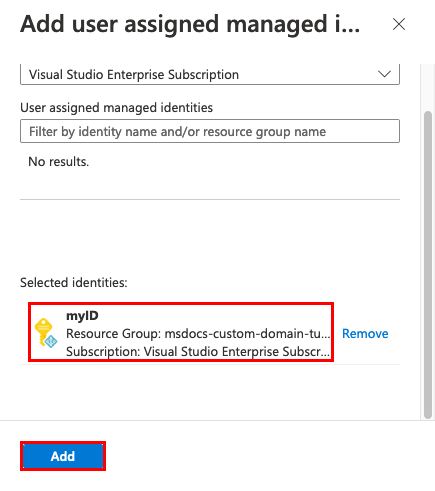 Add user assigned managed i...
Visual Studio Enterprise Subscription
User assigned managed identities
Filter by identity name and/or resource group name
No results.
Selected identities:
myID
Resource Group: msdocs-custom-domain-tu...
Remove
Subscription: Visual Studio Enterprise Subscr...
Add